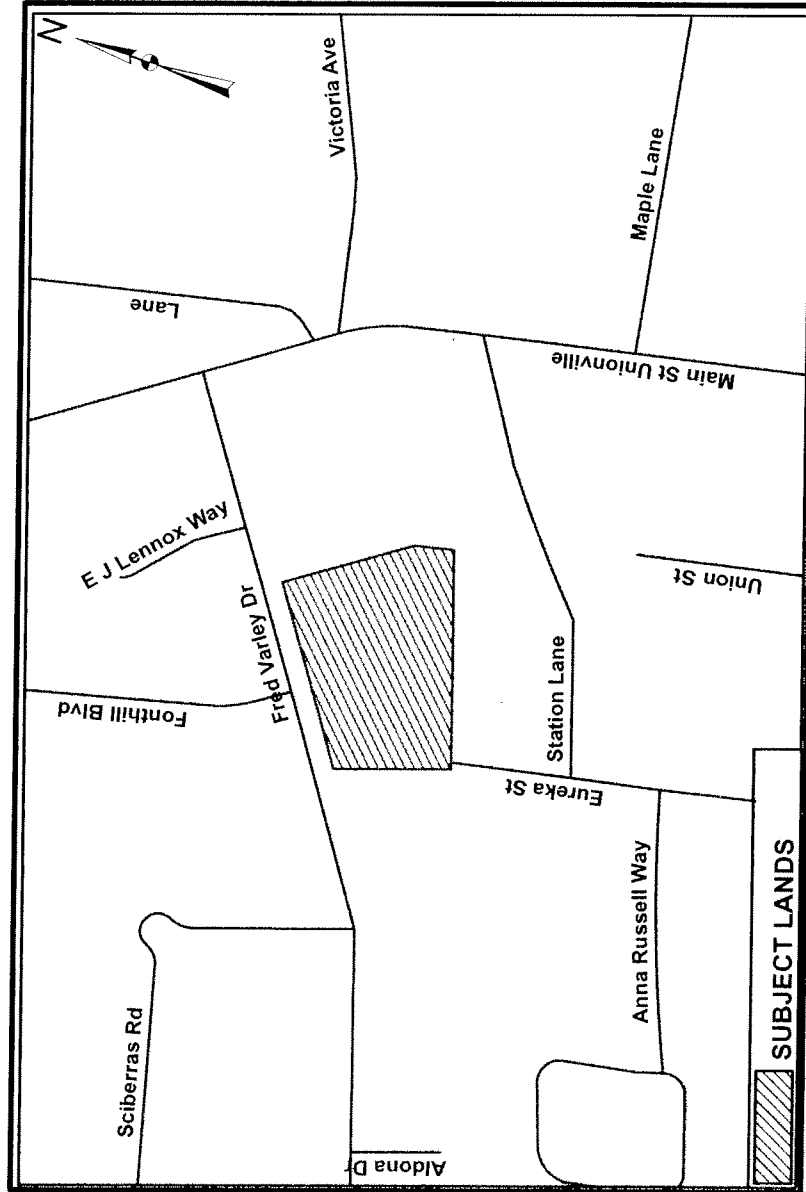 N
Victoria Ave
Lane
Maple Lane
Main St Unionville
E J Lennox Way
Fred Varley Dr
Fonthill Blvd
Union St
Station Lane
Eureka St
Sciberras Rd
Anna Russell Way
Aldona Dr
SUBJECT LANDS